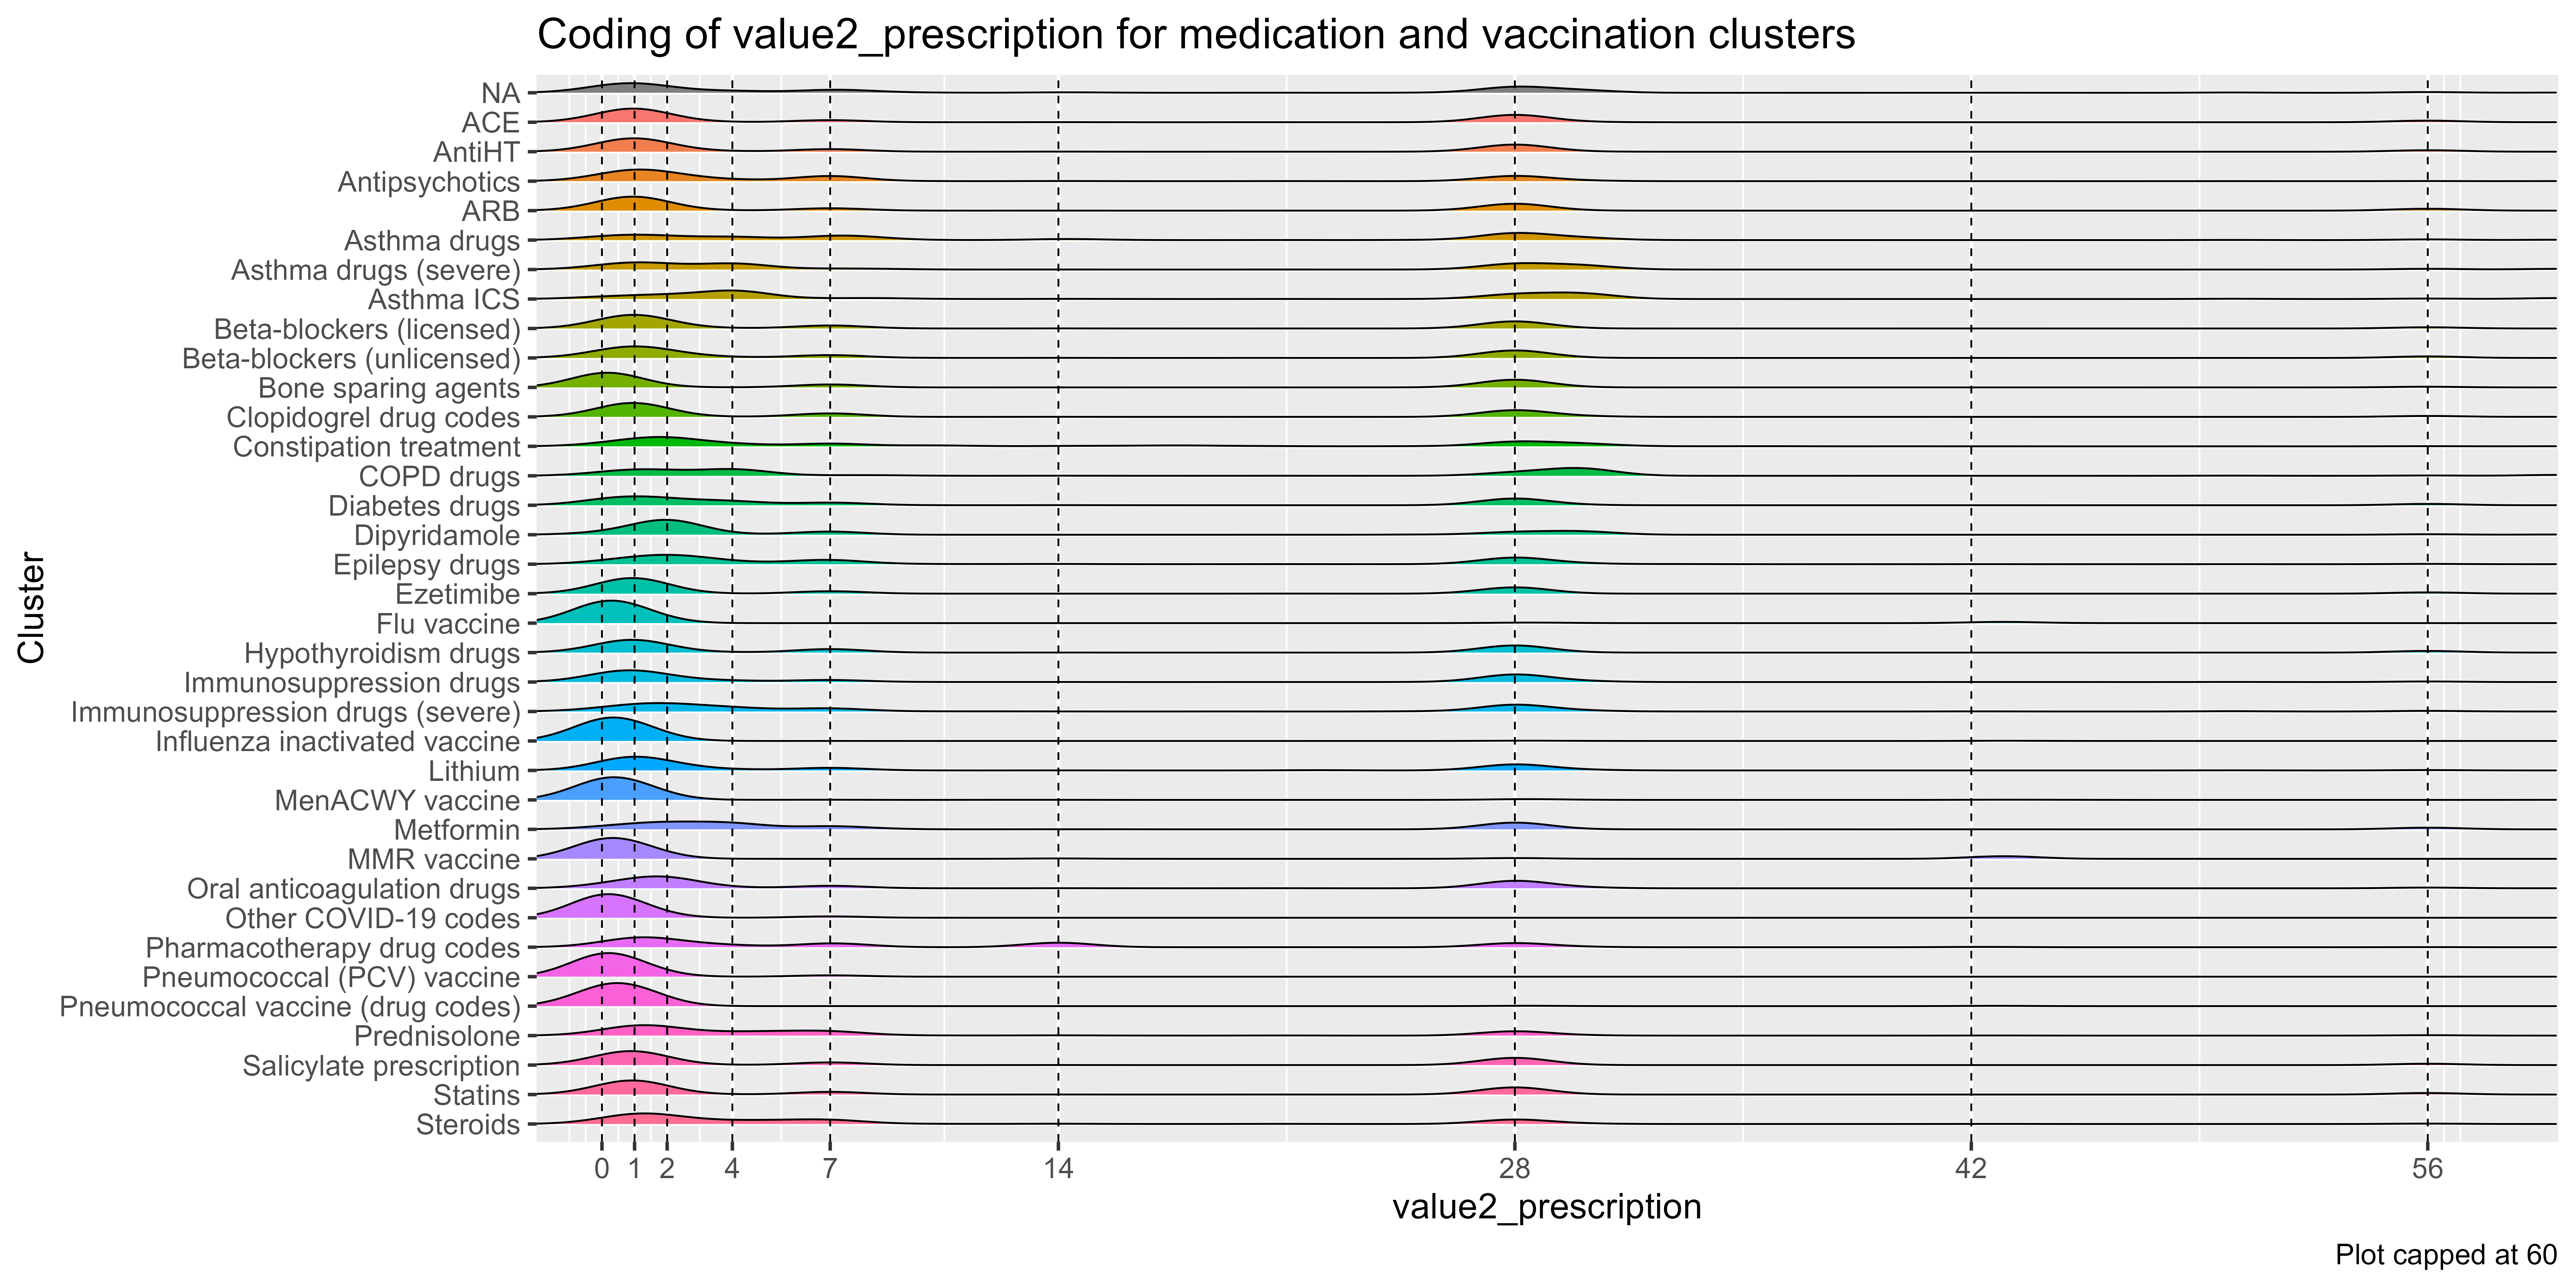 Coding of value2_prescription for medication and vaccination clusters
Cluster
NA
ACE
AntiHT
Antipsychotics
ARB
Asthma drugs
Asthma drugs (severe)
Asthma ICS
Beta-blockers (licensed)
Beta-blockers (unlicensed)
Bone sparing agents
Clopidogrel drug codes
Constipation treatment
COPD drugs
Diabetes drugs
Dipyridamole
Epilepsy drugs
Ezetimibe
Flu vaccine
Hypothyroidism drugs
Immunosuppression drugs
Immunosuppression drugs (severe)
Influenza inactivated vaccine
Lithium
MenACWY vaccine
Metformin
MMR vaccine
Oral anticoagulation drugs
Other COVID-19 codes
Pharmacotherapy drug codes
Pneumococcal (PCV) vaccine
Pneumococcal vaccine (drug codes)
Prednisolone
Salicylate prescription
Statins
Steroids
0 1 2 4 7 14 28 42 56
value2_prescription
Plot capped at 60